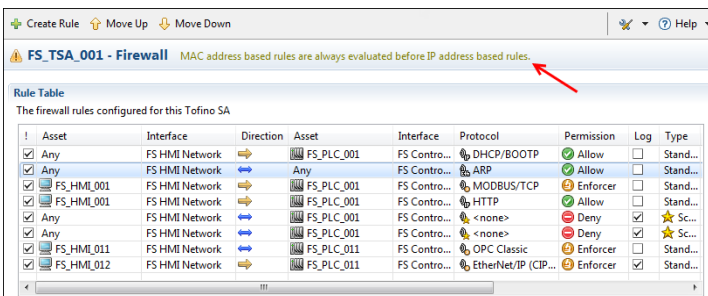 Create Rule Move Up Move Down Help
FS_TSA_001 - Firewall MAC address based rules are always evaluated before IP address based rules.
Rule Table
The firewall rules configured for this Tofino SA
! Asset Interface Direction Asset Interface Protocol Permission Log Type
Any FS HMI Network FS_PLC_001 FS Contro... DHCP/BOOTP Allow Stand...
Any FS HMI Network Any FS Contro... ARP Allow Stand...
FS_HMI_001 FS HMI Network FS_PLC_001 FS Contro... MODBUS/TCP Enforcer Stand...
FS_HMI_001 FS HMI Network FS_PLC_001 FS Contro... HTTP Allow Stand...
Any FS HMI Network FS_PLC_001 FS Contro... <none> Deny Sc...
Any FS HMI Network FS_PLC_001 FS Contro... <none> Deny Sc...
FS_HMI_011 FS HMI Network FS_PLC_011 FS Contro... OPC Classic Enforcer Stand...
FS_HMI_012 FS HMI Network FS_PLC_011 FS Contro... EtherNet/IP (CIP... Enforcer Stand...